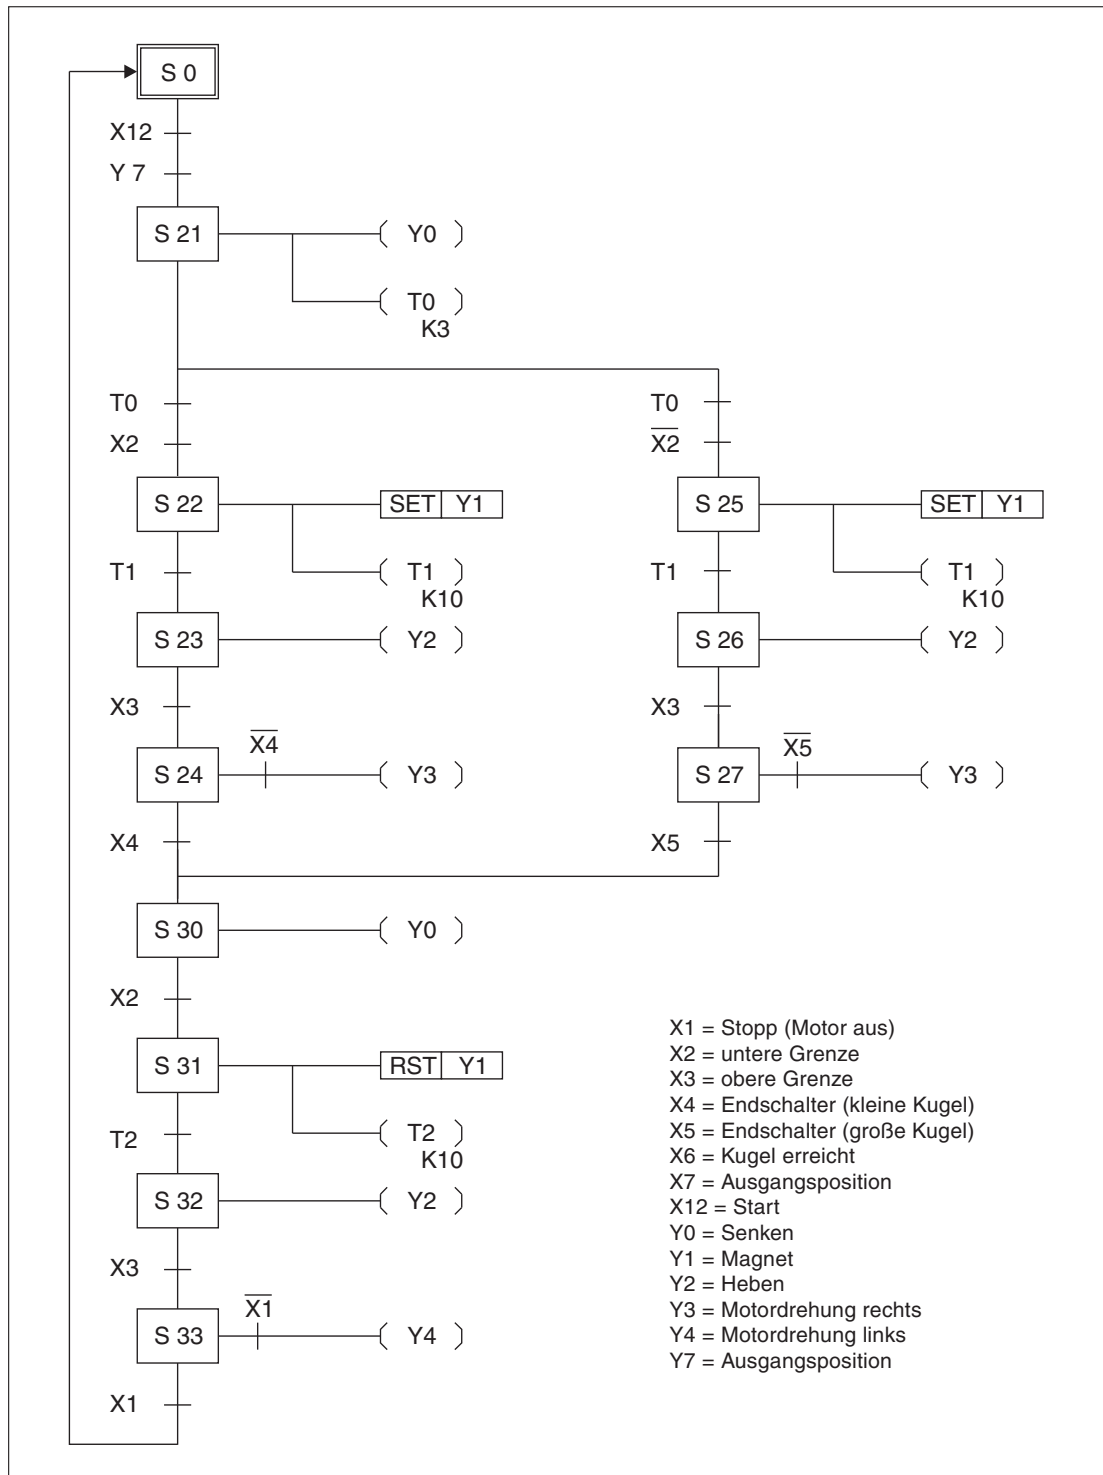 S 0
X12
Y 7
S 21
Y0
T0
K3
T0
T0
X2
X2
S 22
SET Y1
S 25
SET Y1
T1
T1
K10
T1
T1
K10
S 23
Y2
S 26
Y2
X3
X3
X4
X5
S 24
Y3
S 27
Y3
X4
X5
S 30
Y0
X2
S 31
RST Y1
T2
T2
K10
S 32
Y2
X3
X1
S 33
Y4
X1
X1 = Stopp (Motor aus)
X2 = untere Grenze
X3 = obere Grenze
X4 = Endschalter (kleine Kugel)
X5 = Endschalter (große Kugel)
X6 = Kugel erreicht
X7 = Ausgangsposition
X12 = Start
Y0 = Senken
Y1 = Magnet
Y2 = Heben
Y3 = Motordrehung rechts
Y4 = Motordrehung links
Y7 = Ausgangsposition